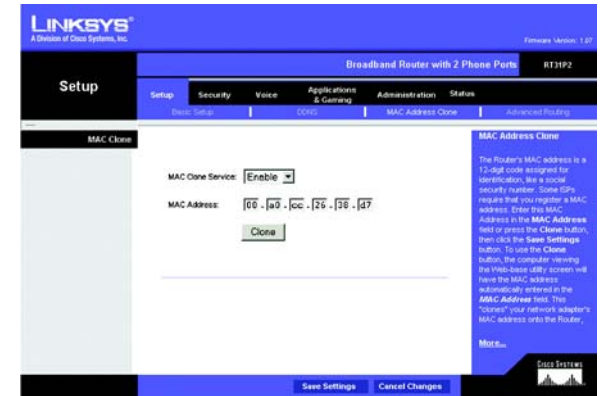 LINKSYS®
A Division of Cisco Systems, Inc.
Firmware Version: 1.07
Broadband Router with 2 Phone Ports
RT31P2
Setup
Setup
Security
Voice
Applications & Gaming
Administration
Status
Basic Setup
DDNS
MAC Address Clone
Advanced Routing
MAC Clone
MAC Clone Service:
Enable
MAC Address:
00 . a0 . cc . 26 . 38 . d7
Clone
MAC Address Clone
The Router's MAC address is a
12-digit code assigned for
identification, like a social
security number. Some ISPs
require that you register a MAC
address. Enter this MAC
Address in the MAC Address
field or press the Clone button,
then click the Save Settings
button. To use the Clone
button, the computer viewing
the Web-base utility screen will
have the MAC address
automatically entered in the
MAC Address field. This
"clones" your network adapter's
MAC address onto the Router,
More...
Save Settings
Cancel Changes
CISCO SYSTEMS